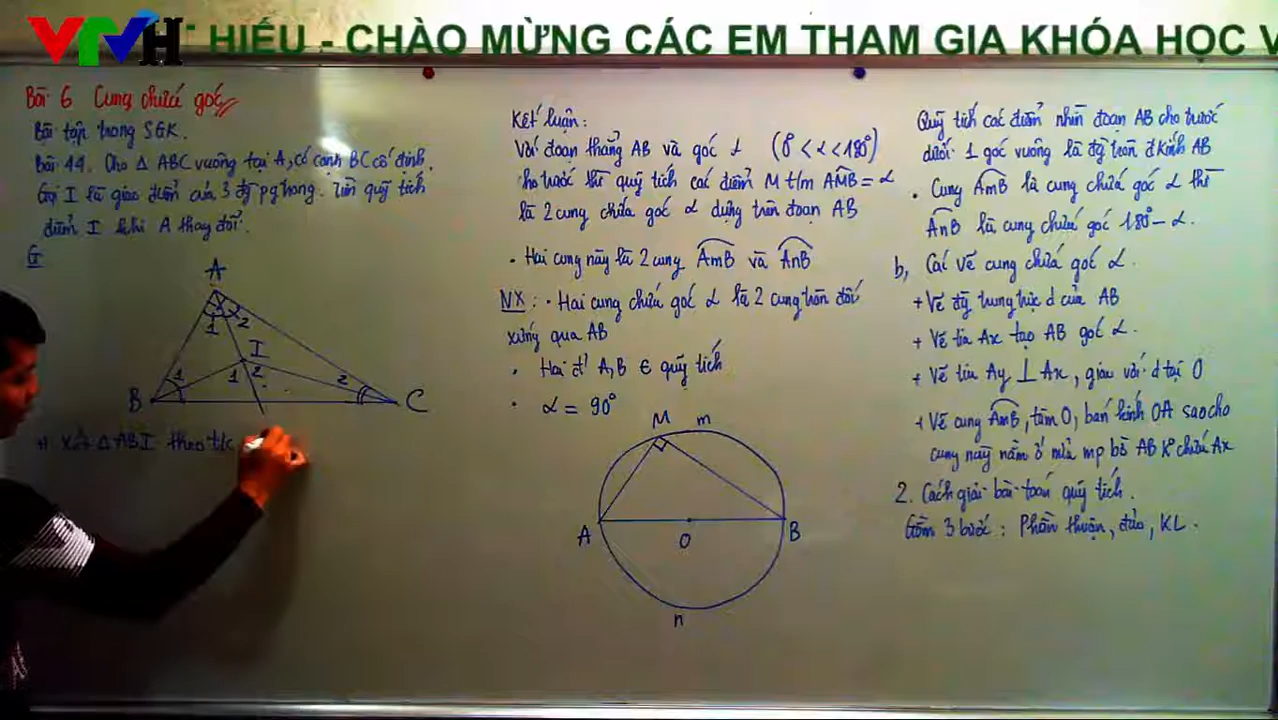 VTVH
HIẾU - CHÀO MỪNG CÁC EM THAM GIA KHÓA HỌC V
Bài 6 Cung chứa góc
Bài tập trong SGK.
Bài 44. Cho Δ ABC vuông tại A, có cạnh BC cố định.
Gọi I là giao điểm của 3 đg pg trong. Tìm quỹ tích
điểm I khi A thay đổi.
G
A
1 2
I
1 2
1
2
B
C
+ Xét Δ ABI theo t/c
Kết luận:
Với đoạn thẳng AB và góc α (0° < α < 180°)
cho trước thì quỹ tích các điểm M t/m AMB = α
là 2 cung chứa góc α dựng trên đoạn AB
• Hai cung này là 2 cung AmB và AnB
NX: • Hai cung chứa góc α là 2 cung tròn đối
xứng qua AB
• Hai đ' A, B ∈ quỹ tích
• α = 90°
M m
A
O
B
n
Quỹ tích các điểm nhìn đoạn AB cho trước
dưới 1 góc vuông là đg tròn đkính AB
• Cung AmB là cung chứa góc α thì
AnB là cung chứa góc 180° - α.
b, Cách vẽ cung chứa góc α.
+ Vẽ đg trung trực d của AB
+ Vẽ tia Ax tạo AB góc α.
+ Vẽ tia Ay ⊥ Ax, giao với d tại O
+ Vẽ cung AmB, tâm O, bán kính OA sao cho
cung này nằm ở nửa mp bờ AB K° chứa Ax
2. Cách giải bài toán quỹ tích.
Gồm 3 bước: Phần thuận, đảo, KL.